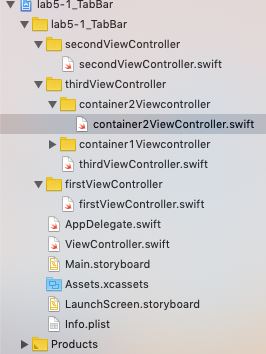 lab5-1_TabBar
lab5-1_TabBar
secondViewController
secondViewController.swift
thirdViewController
container2Viewcontroller
container2ViewController.swift
container1Viewcontroller
thirdViewController.swift
firstViewController
firstViewController.swift
AppDelegate.swift
ViewController.swift
Main.storyboard
Assets.xcassets
LaunchScreen.storyboard
Info.plist
Products